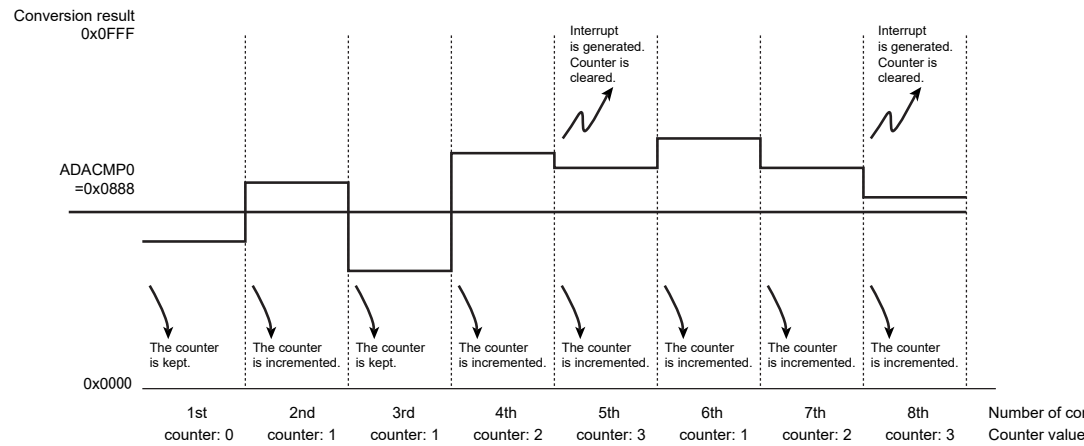 Conversion result
0x0FFF
Interrupt
is generated.
Counter is
cleared.
Interrupt
is generated.
Counter is
cleared.
ADACMP0
=0x0888
The counter
is kept.
The counter
is incremented.
The counter
is kept.
The counter
is incremented.
The counter
is incremented.
The counter
is incremented.
The counter
is incremented.
The counter
is incremented.
0x0000
1st 2nd 3rd 4th 5th 6th 7th 8th Number of
counter: 0 counter: 1 counter: 1 counter: 2 counter: 3 counter: 1 counter: 2 counter: 3 Counter value